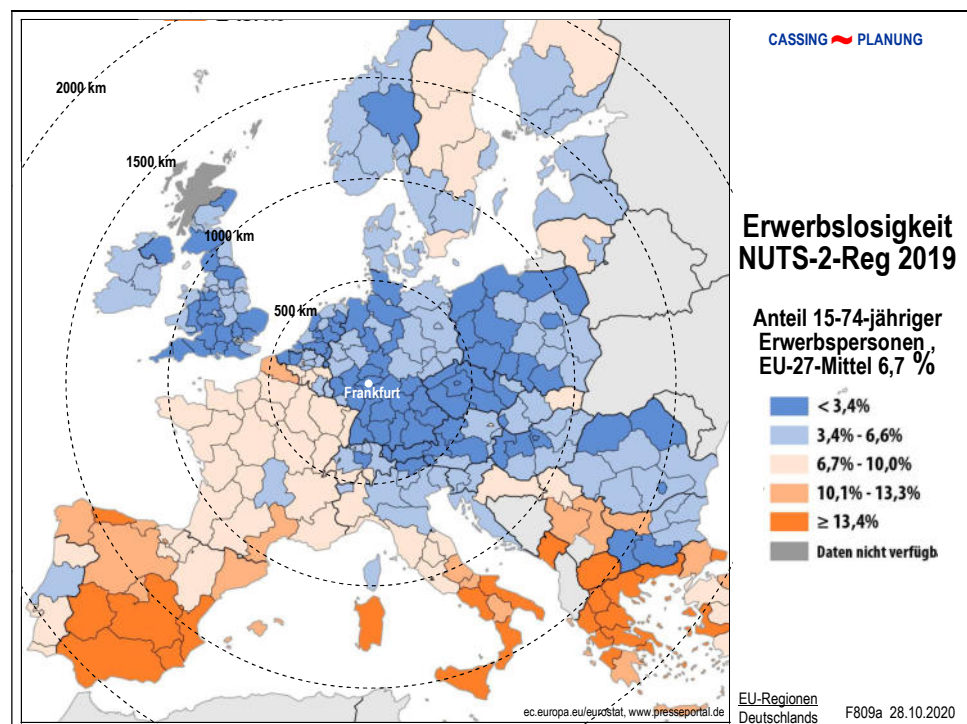 CASSING ~ PLANUNG
2000 km
1500 km
1000 km
500 km
Frankfurt
Erwerbslosigkeit
NUTS-2-Reg 2019
Anteil 15-74-jähriger
Erwerbspersonen ,
EU-27-Mittel 6,7 %
< 3,4%
3,4% - 6,6%
6,7% - 10,0%
10,1% - 13,3%
≥ 13,4%
Daten nicht verfügb
ec.europa.eu/eurostat, www.presseportal.de
EU-Regionen
Deutschlands
F809a 28.10.2020